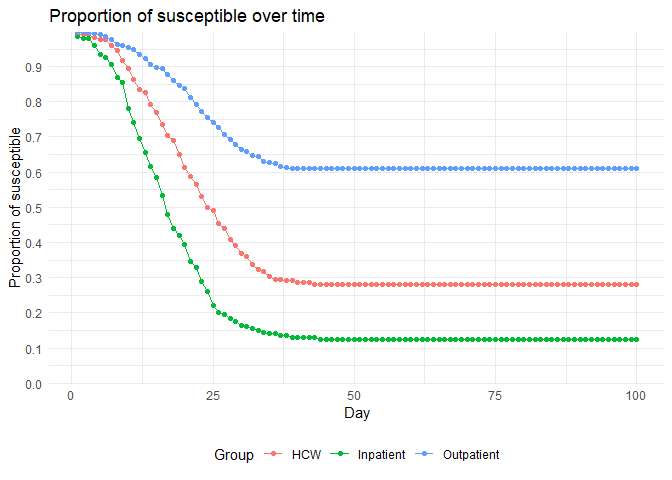 Proportion of susceptible over time
Proportion of susceptible
0.9
0.8
0.7
0.6
0.5
0.4
0.3
0.2
0.1
0.0
0 25 50 75 100
Day
Group HCW Inpatient Outpatient